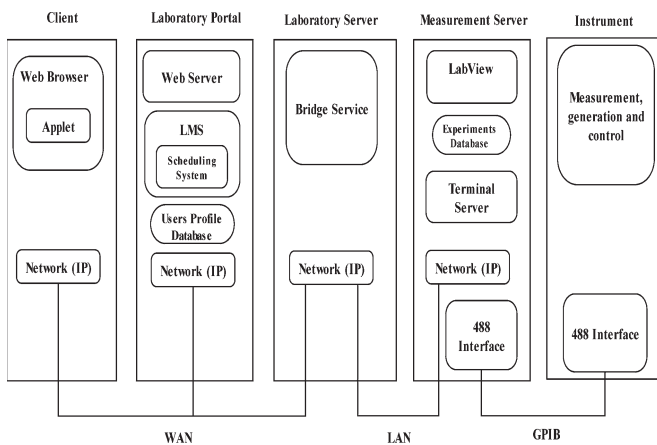 Client
Laboratory Portal
Laboratory Server
Measurement Server
Instrument
Web Browser
Applet
Network (IP)
Web Server
LMS
Scheduling
System
Users Profile
Database
Network (IP)
Bridge Service
Network (IP)
LabView
Experiments
Database
Terminal
Server
Network (IP)
488
Interface
Measurement,
generation and
control
488 Interface
WAN
LAN
GPIB